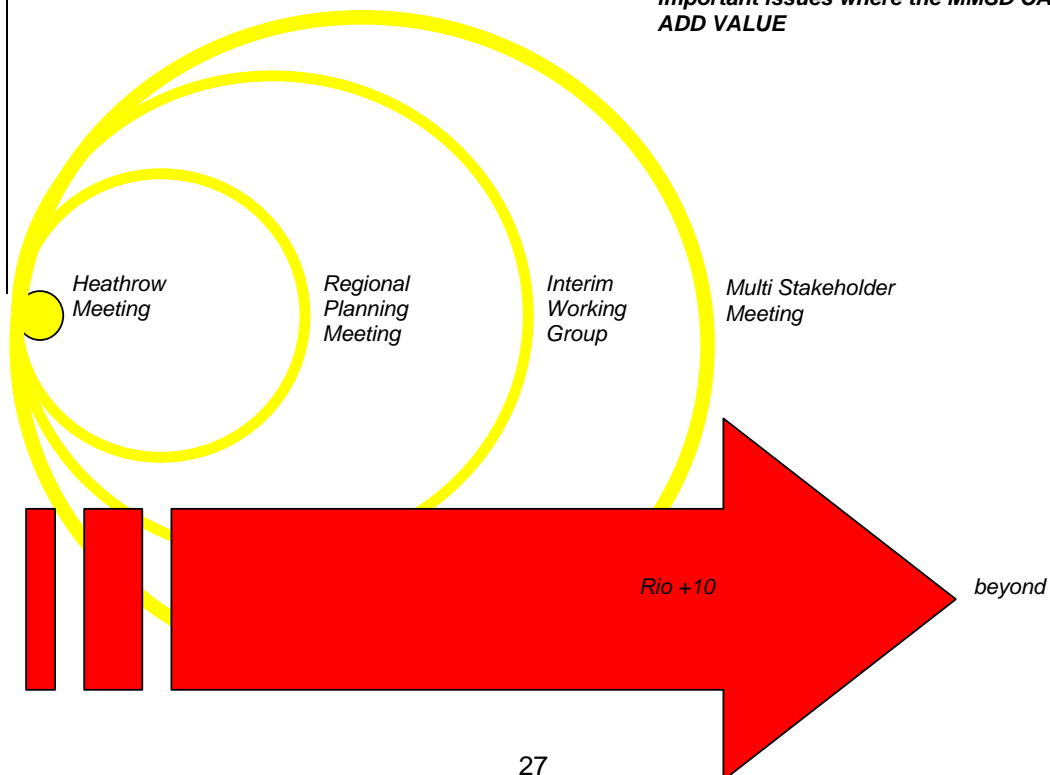 important issues where the MMSD
ADD VALUE
Heathrow
Meeting
Regional
Planning
Meeting
Interim
Working
Group
Multi Stakeholder
Meeting
Rio +10
beyond
27